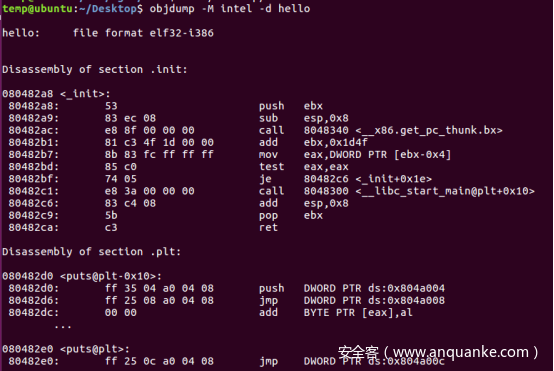 temp@ubuntu:~/Desktop$ objdump -M intel -d hello
hello:     file format elf32-i386
Disassembly of section .init:
080482a8 <_init>:
 80482a8:	53                   	push   ebx
 80482a9:	83 ec 08             	sub    esp,0x8
 80482ac:	e8 8f 00 00 00       	call   8048340 <__x86.get_pc_thunk.bx>
 80482b1:	81 c3 4f 1d 00 00    	add    ebx,0x1d4f
 80482b7:	8b 83 fc ff ff ff    	mov    eax,DWORD PTR [ebx-0x4]
 80482bd:	85 c0                	test   eax,eax
 80482bf:	74 05                	je     80482c6 <_init+0x1e>
 80482c1:	e8 3a 00 00 00       	call   8048300 <__libc_start_main@plt+0x10>
 80482c6:	83 c4 08             	add    esp,0x8
 80482c9:	5b                   	pop    ebx
 80482ca:	c3                   	ret
Disassembly of section .plt:
080482d0 <puts@plt-0x10>:
 80482d0:	ff 35 04 a0 04 08    	push   DWORD PTR ds:0x804a004
 80482d6:	ff 25 08 a0 04 08    	jmp    DWORD PTR ds:0x804a008
 80482dc:	00 00                	add    BYTE PTR [eax],al
	...
080482e0 <puts@plt>:
 80482e0:	ff 25 0c a0 04 08    	jmp    DWORD PTR ds:0x804a00c
安全客（www.anquanke.com）